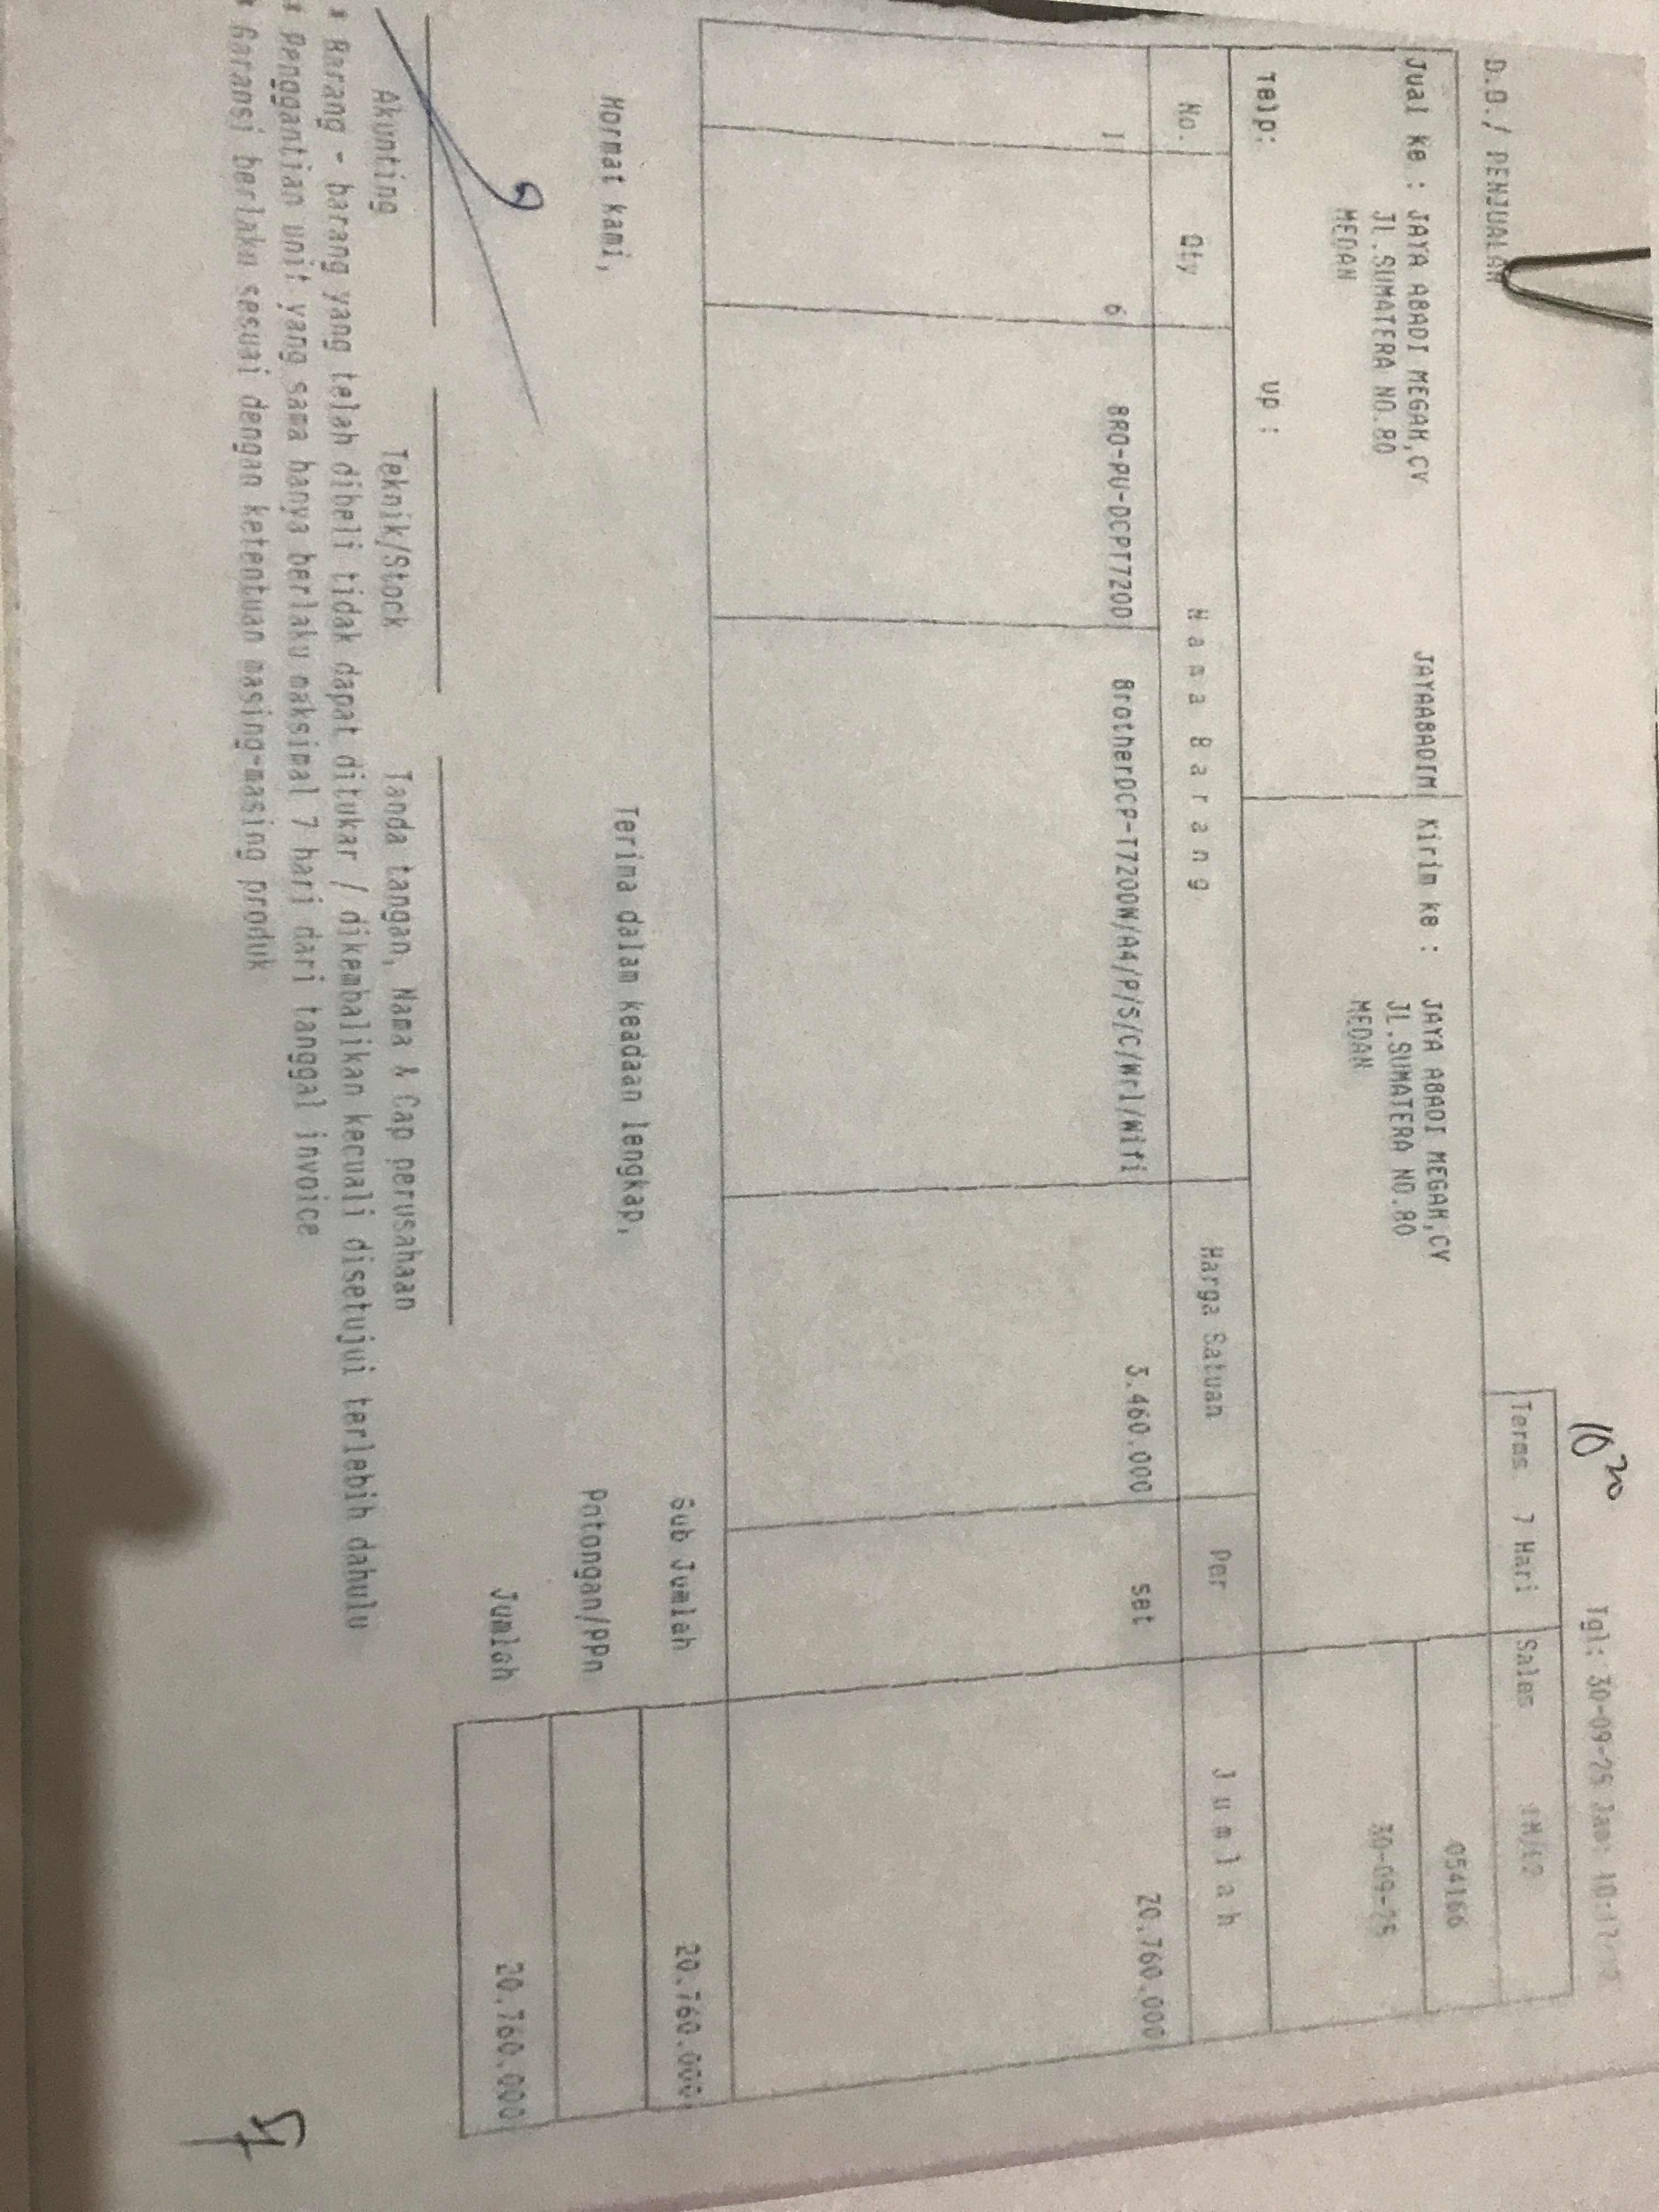 10 20
Tgl: 30-09-25 Jam: 10:17
D.O./ PENJUALAN
Terms 7 Hari Sales
Jual ke : JAYA ABADI MEGAH,CV JAYAABADIM Kirim ke : JAYA ABADI MEGAH,CV 054166
JL.SUMATERA NO.80 JL.SUMATERA NO.80
MEDAN MEDAN 30-09-25
Telp: up :
No. Qty N a m a B a r a n g Harga Satuan Per J u m l a h
1 6 BRO-PU-DCPT720D BrotherDCP-T720DW/A4/P/S/C/Wrl/Wifi 3.460.000 set 20.760.000
Sub Jumlah 20.760.000
Hormat kami, Terima dalam keadaan lengkap,
Potongan/PPn
Jumlah 20.760.000
Akunting Teknik/Stock Tanda tangan, Nama & Cap perusahaan
* Barang - barang yang telah dibeli tidak dapat ditukar / dikembalikan kecuali disetujui terlebih dahulu
* Penggantian unit yang sama hanya berlaku maksimal 7 hari dari tanggal invoice
* Garansi berlaku sesuai dengan ketentuan masing-masing produk